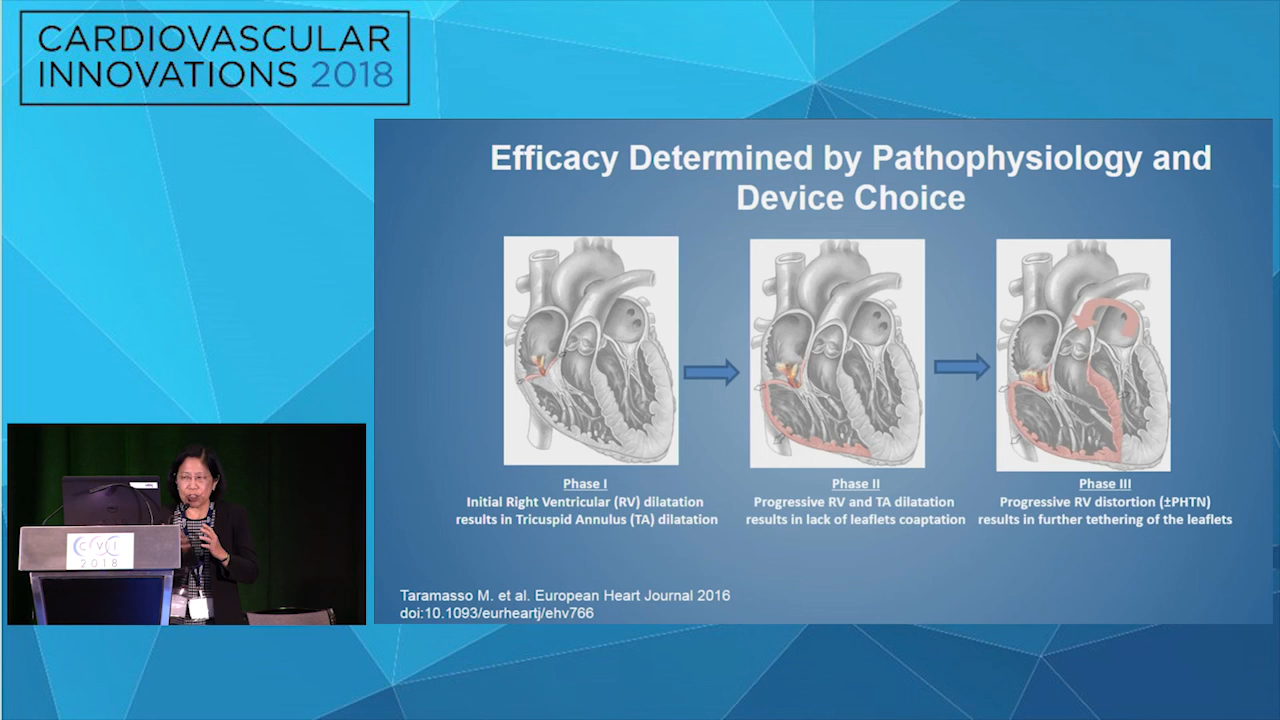 CARDIOVASCULAR
INNOVATIONS 2018
Efficacy Determined by Pathophysiology and
Device Choice
Phase I
Initial Right Ventricular (RV) dilatation
results in Tricuspid Annulus (TA) dilatation
Phase II
Progressive RV and TA dilatation
results in lack of leaflets coaptation
Phase III
Progressive RV distortion (±PHTN)
results in further tethering of the leaflets
Taramasso M. et al. European Heart Journal 2016
doi:10.1093/eurheartj/ehv766
CVI
2018